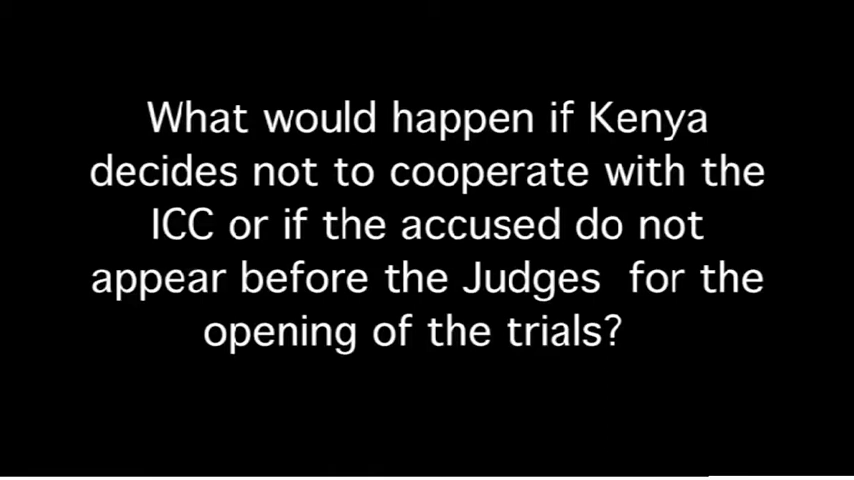 What would happen if Kenya
decides not to cooperate with the
ICC or if the accused do not
appear before the Judges  for the
opening of the trials?